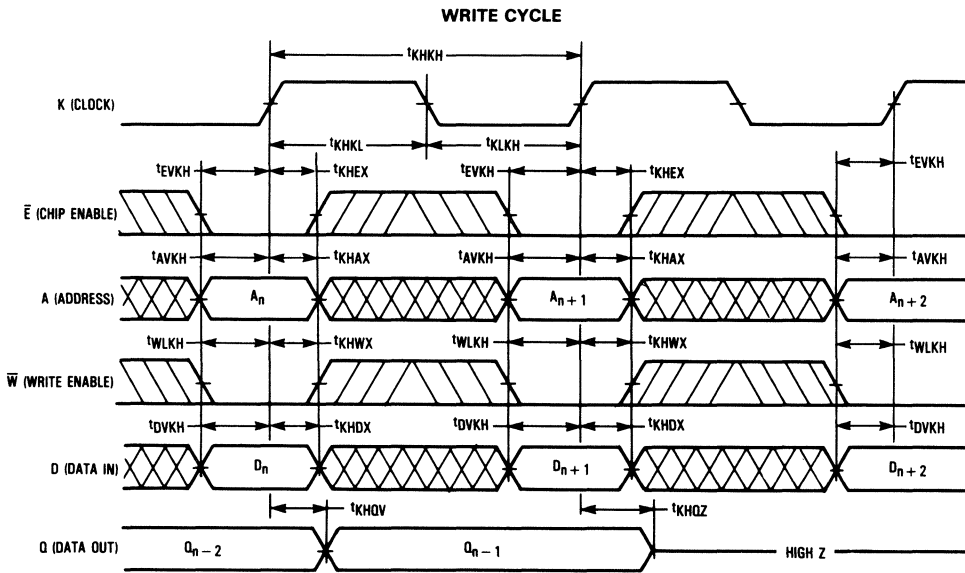 WRITE CYCLE
tKHKH
K (CLOCK)
tKHKL tKLKH
tEVKH tKHEX tEVKH tKHEX tEVKH
E̅ (CHIP ENABLE)
tAVKH tKHAX tAVKH tKHAX tAVKH
A (ADDRESS) An An + 1 An + 2
tWLKH tKHWX tWLKH tKHWX tWLKH
W̅ (WRITE ENABLE)
tDVKH tKHDX tDVKH tKHDX tDVKH
D (DATA IN) Dn Dn + 1 Dn + 2
tKHQV tKHQZ
Q (DATA OUT) Qn – 2 Qn – 1 HIGH Z